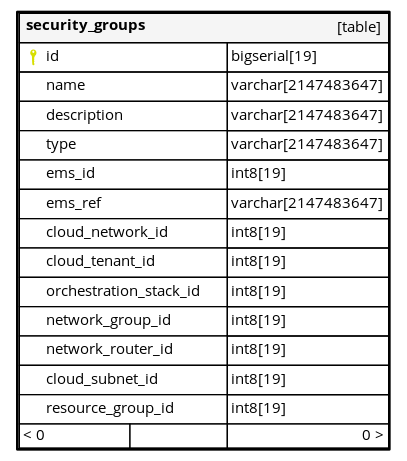 security_groups [table]
id bigserial[19]
name varchar[2147483647]
description varchar[2147483647]
type varchar[2147483647]
ems_id int8[19]
ems_ref varchar[2147483647]
cloud_network_id int8[19]
cloud_tenant_id int8[19]
orchestration_stack_id int8[19]
network_group_id int8[19]
network_router_id int8[19]
cloud_subnet_id int8[19]
resource_group_id int8[19]
< 0 0 >